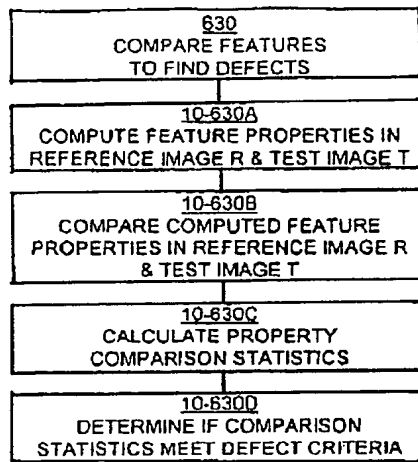 630
COMPARE FEATURES
TO FIND DEFECTS
10-630A
COMPUTE FEATURE PROPERTIES IN
REFERENCE IMAGE R & TEST IMAGE T
10-630B
COMPARE COMPUTED FEATURE
PROPERTIES IN REFERENCE IMAGE R
& TEST IMAGE T
10-630C
CALCULATE PROPERTY
COMPARISON STATISTICS
10-630D
DETERMINE IF COMPARISON
STATISTICS MEET DEFECT CRITERIA